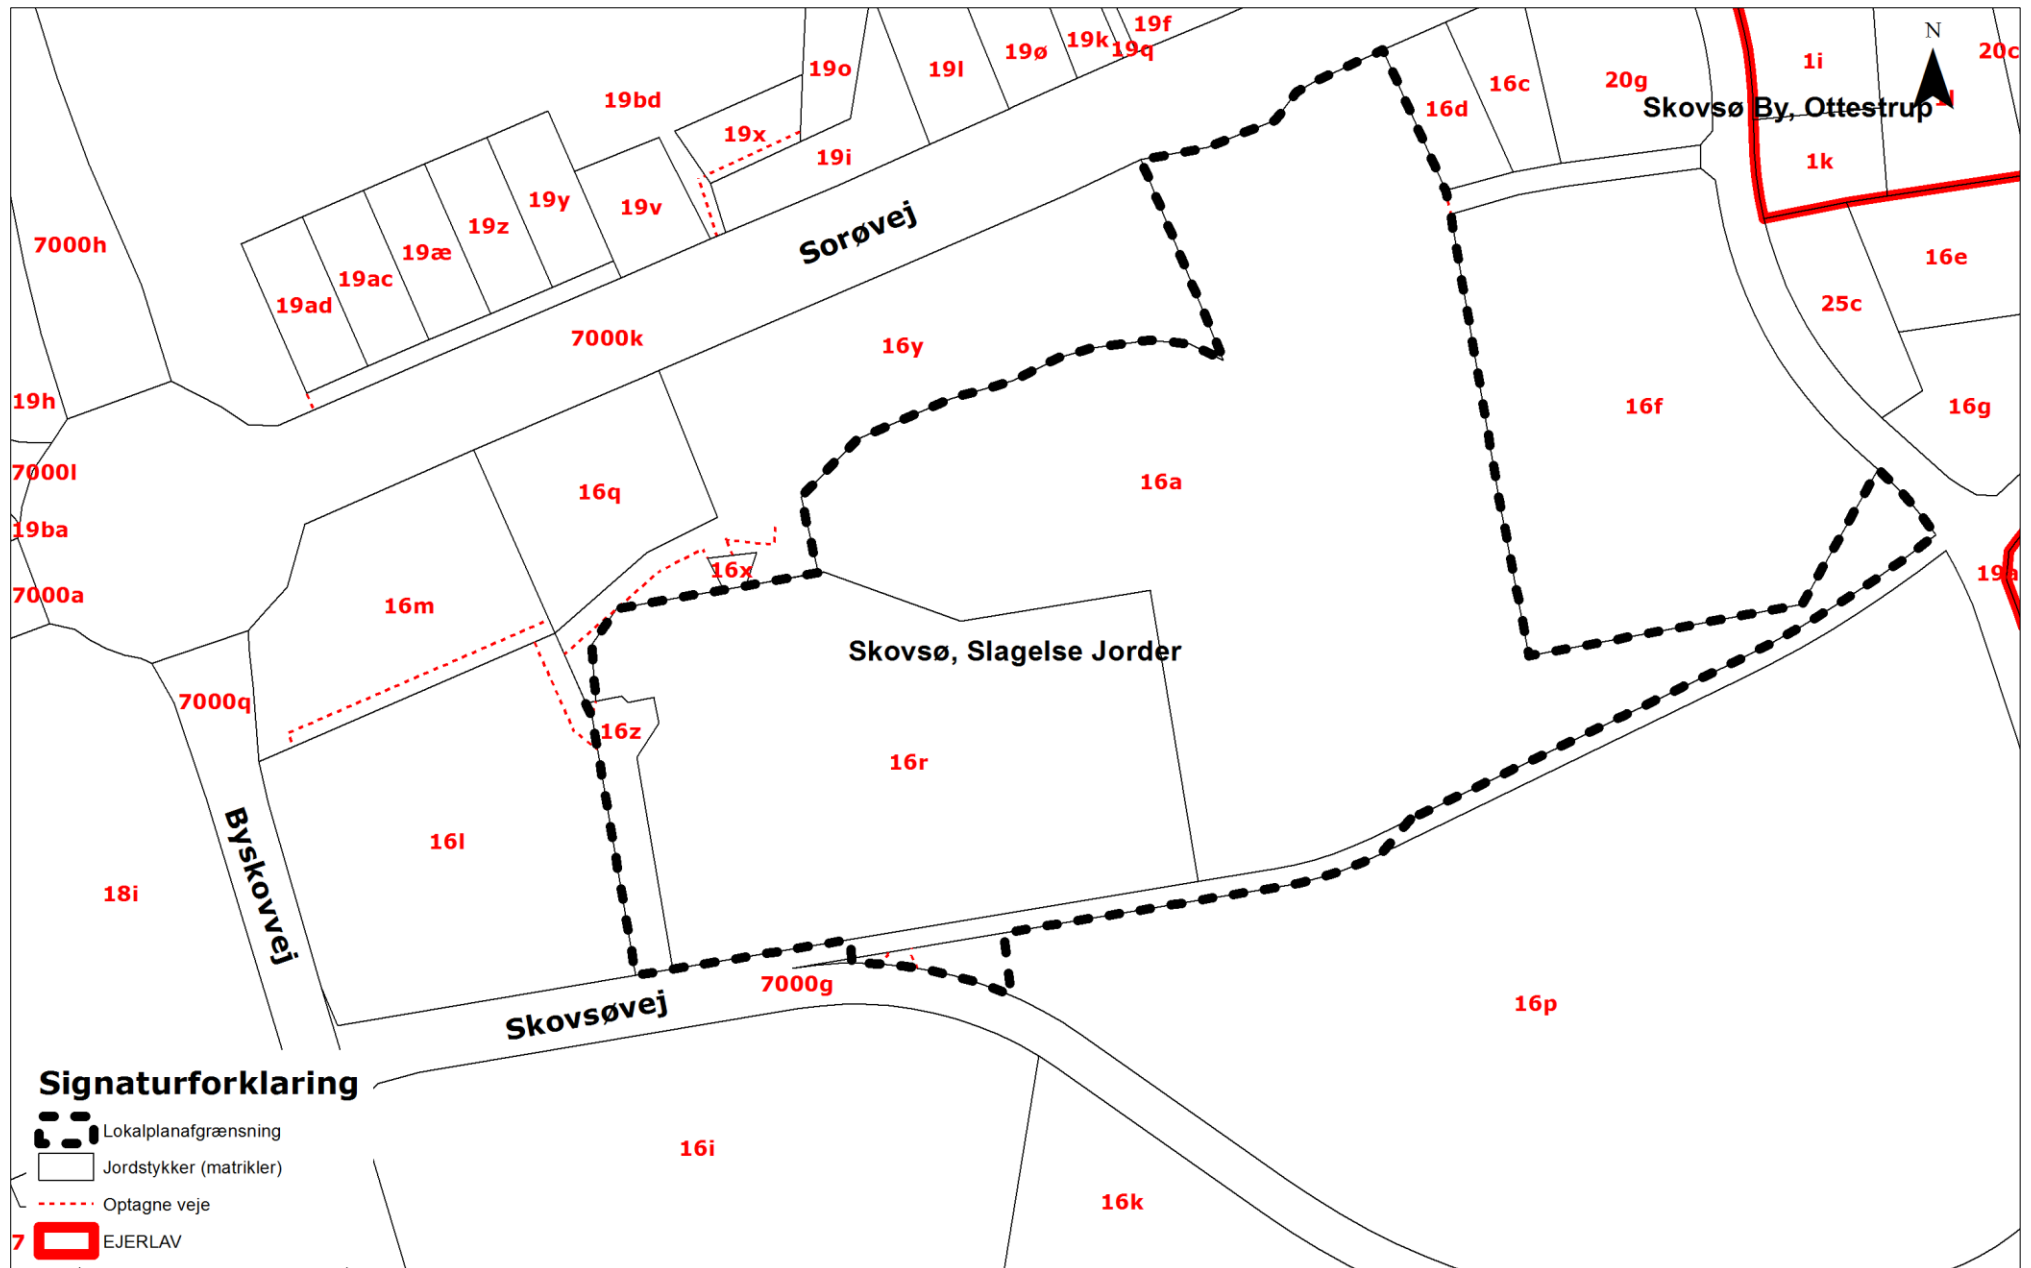 19f
19k
19ø
19q
N
20c
19o
19l
1i
20g
16c
19bd
Skovsø By, Ottestrup
16d
19x
19i
1k
19y
19v
19z
Sorøvej
7000h
19æ
16e
19ac
19ad
25c
7000k
16y
19h
16f
16g
7000l
16a
16q
19ba
16x
19a
7000a
16m
Skovsø, Slagelse Jorder
7000q
16z
16r
16l
Byskovvej
18i
7000g
16p
Skovsøvej
Signaturforklaring
Lokalplanafgrænsning
16i
Jordstykker (matrikler)
16k
Optagne veje
7
EJERLAV